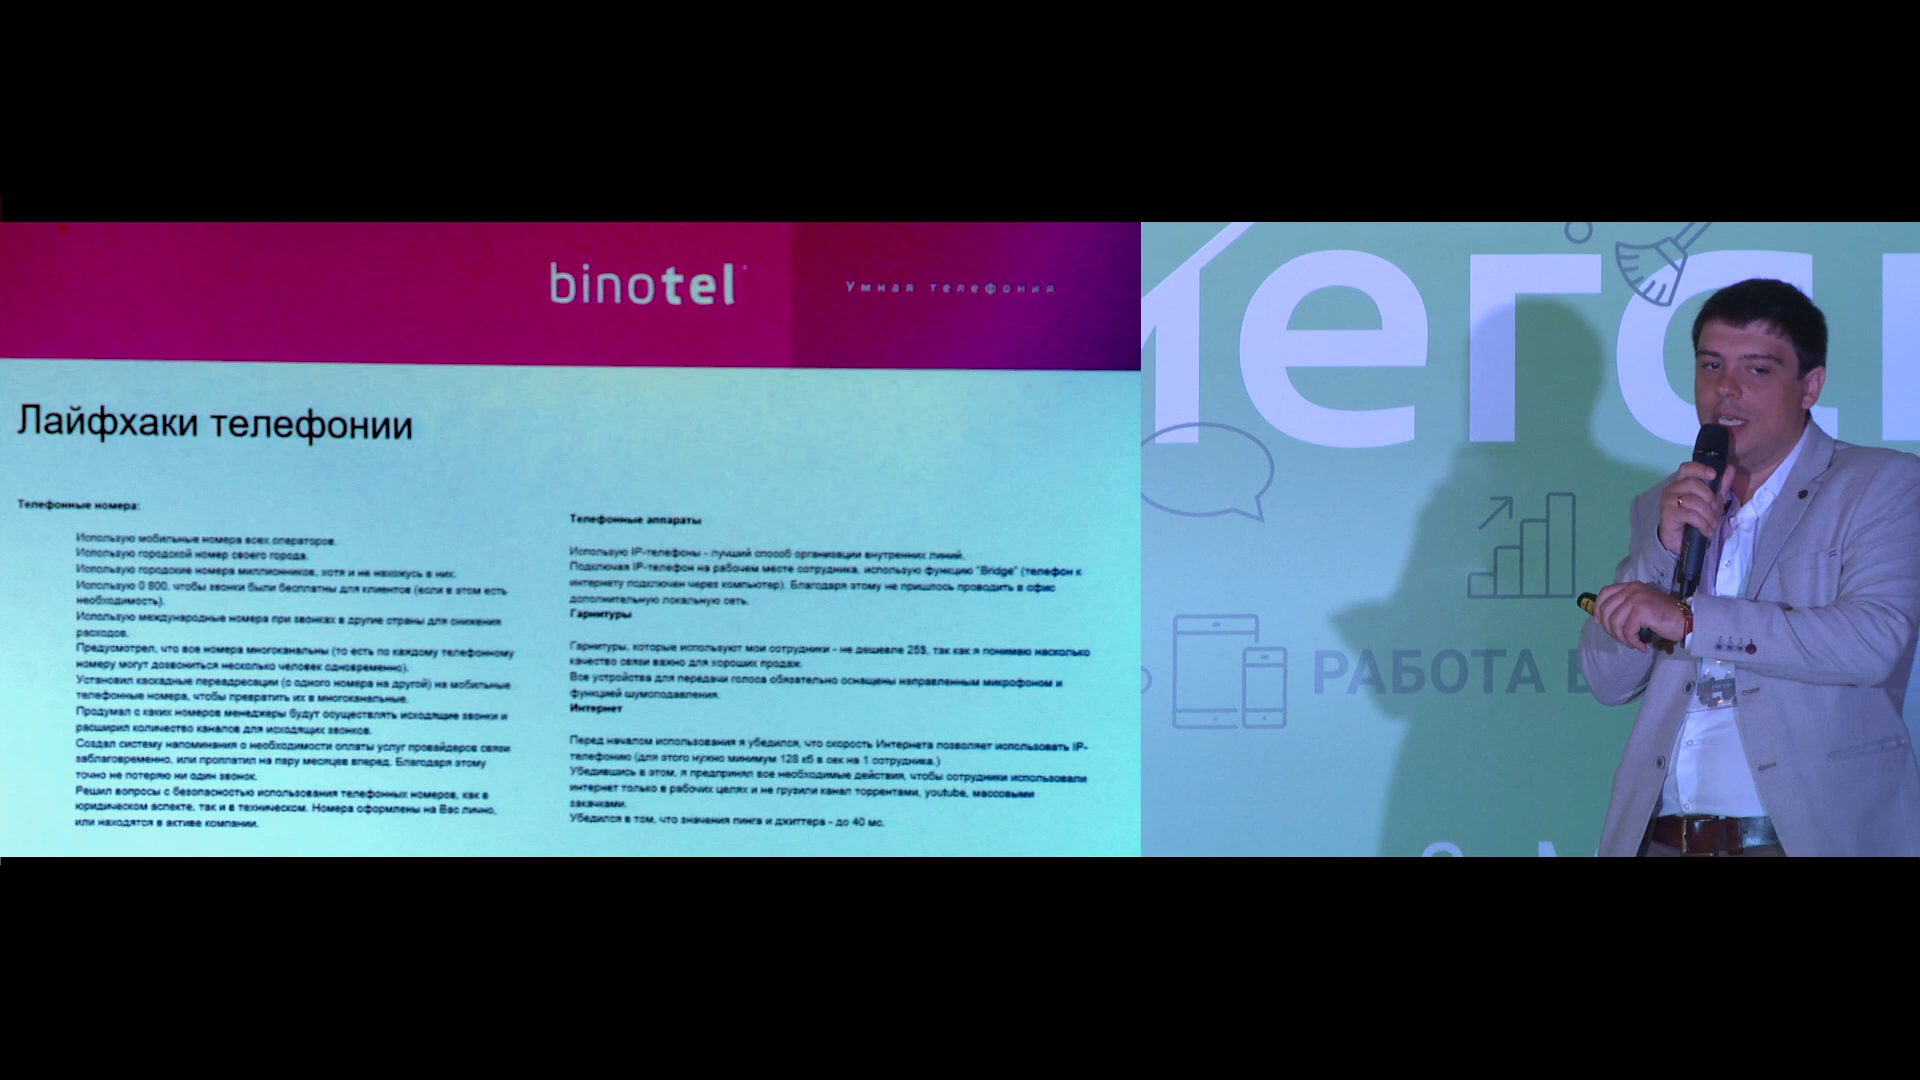 binotel
Умная телефония
Лайфхаки телефонии
Телефонные номера:
Использую мобильные номера всех операторов.
Использую городской номер своего города.
Использую городские номера миллионников, хотя и не нахожусь в них.
Использую 0 800, чтобы звонки были бесплатны для клиентов (если в этом есть
необходимость).
Использую международные номера при звонках в другие страны для снижения
расходов.
Предусмотрел, что все номера многоканальны (то есть по каждому телефонному
номеру могут дозвониться несколько человек одновременно).
Установил каскадные переадресации (с одного номера на другой) на мобильные
телефонные номера, чтобы превратить их в многоканальные.
Продумал с каких номеров менеджеры будут осуществлять исходящие звонки и
расширил количество каналов для исходящих звонков.
Создал систему напоминания о необходимости оплаты услуг провайдеров связи
заблаговременно, или проплатил на пару месяцев вперед. Благодаря этому
точно не потеряю ни один звонок.
Решил вопросы с безопасностью использования телефонных номеров, как в
юридическом аспекте, так и в техническом. Номера оформлены на Вас лично,
или находятся в активе компании.
Телефонные аппараты
Использую IP-телефоны - лучший способ организации внутренних линий.
Подключая IP-телефон на рабочем месте сотрудника, использую функцию "Bridge" (телефон к
интернету подключен через компьютер). Благодаря этому не пришлось проводить в офис
дополнительную локальную сеть.
Гарнитуры
Гарнитуры, которые используют мои сотрудники - не дешевле 25$, так как я понимаю насколько
качество связи важно для хороших продаж.
Все устройства для передачи голоса обязательно оснащены направленным микрофоном и
функцией шумоподавления.
Интернет
Перед началом использования я убедился, что скорость Интернета позволяет использовать IP-
телефонию (для этого нужно минимум 128 кб в сек на 1 сотрудника.)
Убедившись в этом, я предпринял все необходимые действия, чтобы сотрудники использовали
интернет только в рабочих целях и не грузили канал торрентами, youtube, массовыми
закачками.
Убедился в том, что значения пинга и джиттера - до 40 мс.
РАБОТА